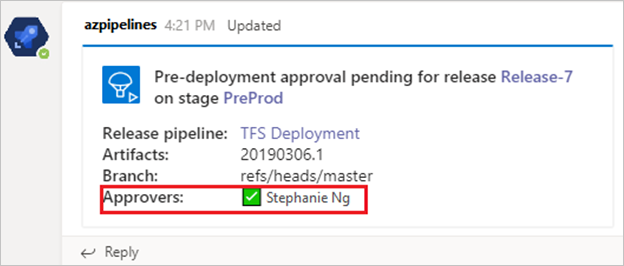 azpipelines 4:21 PM Updated
Pre-deployment approval pending for release Release-7
on stage PreProd
Release pipeline: TFS Deployment
Artifacts: 20190306.1
Branch: refs/heads/master
Approvers: ✅ Stephanie Ng
Reply